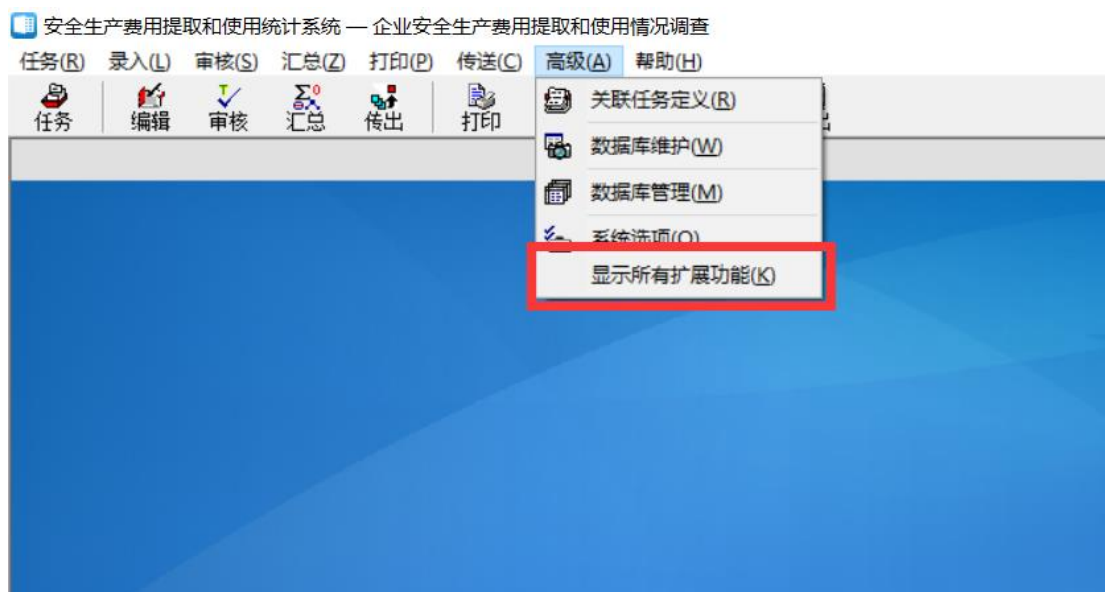 安全生产费用提取和使用统计系统 — 企业安全生产费用提取和使用情况调查
任务(R) 录入(L) 审核(S) 汇总(Z) 打印(P) 传送(C) 高级(A) 帮助(H)
任务 编辑 审核 汇总 传出 打印
关联任务定义(R)
数据库维护(W)
数据库管理(M)
系统选项(O)
显示所有扩展功能(K)